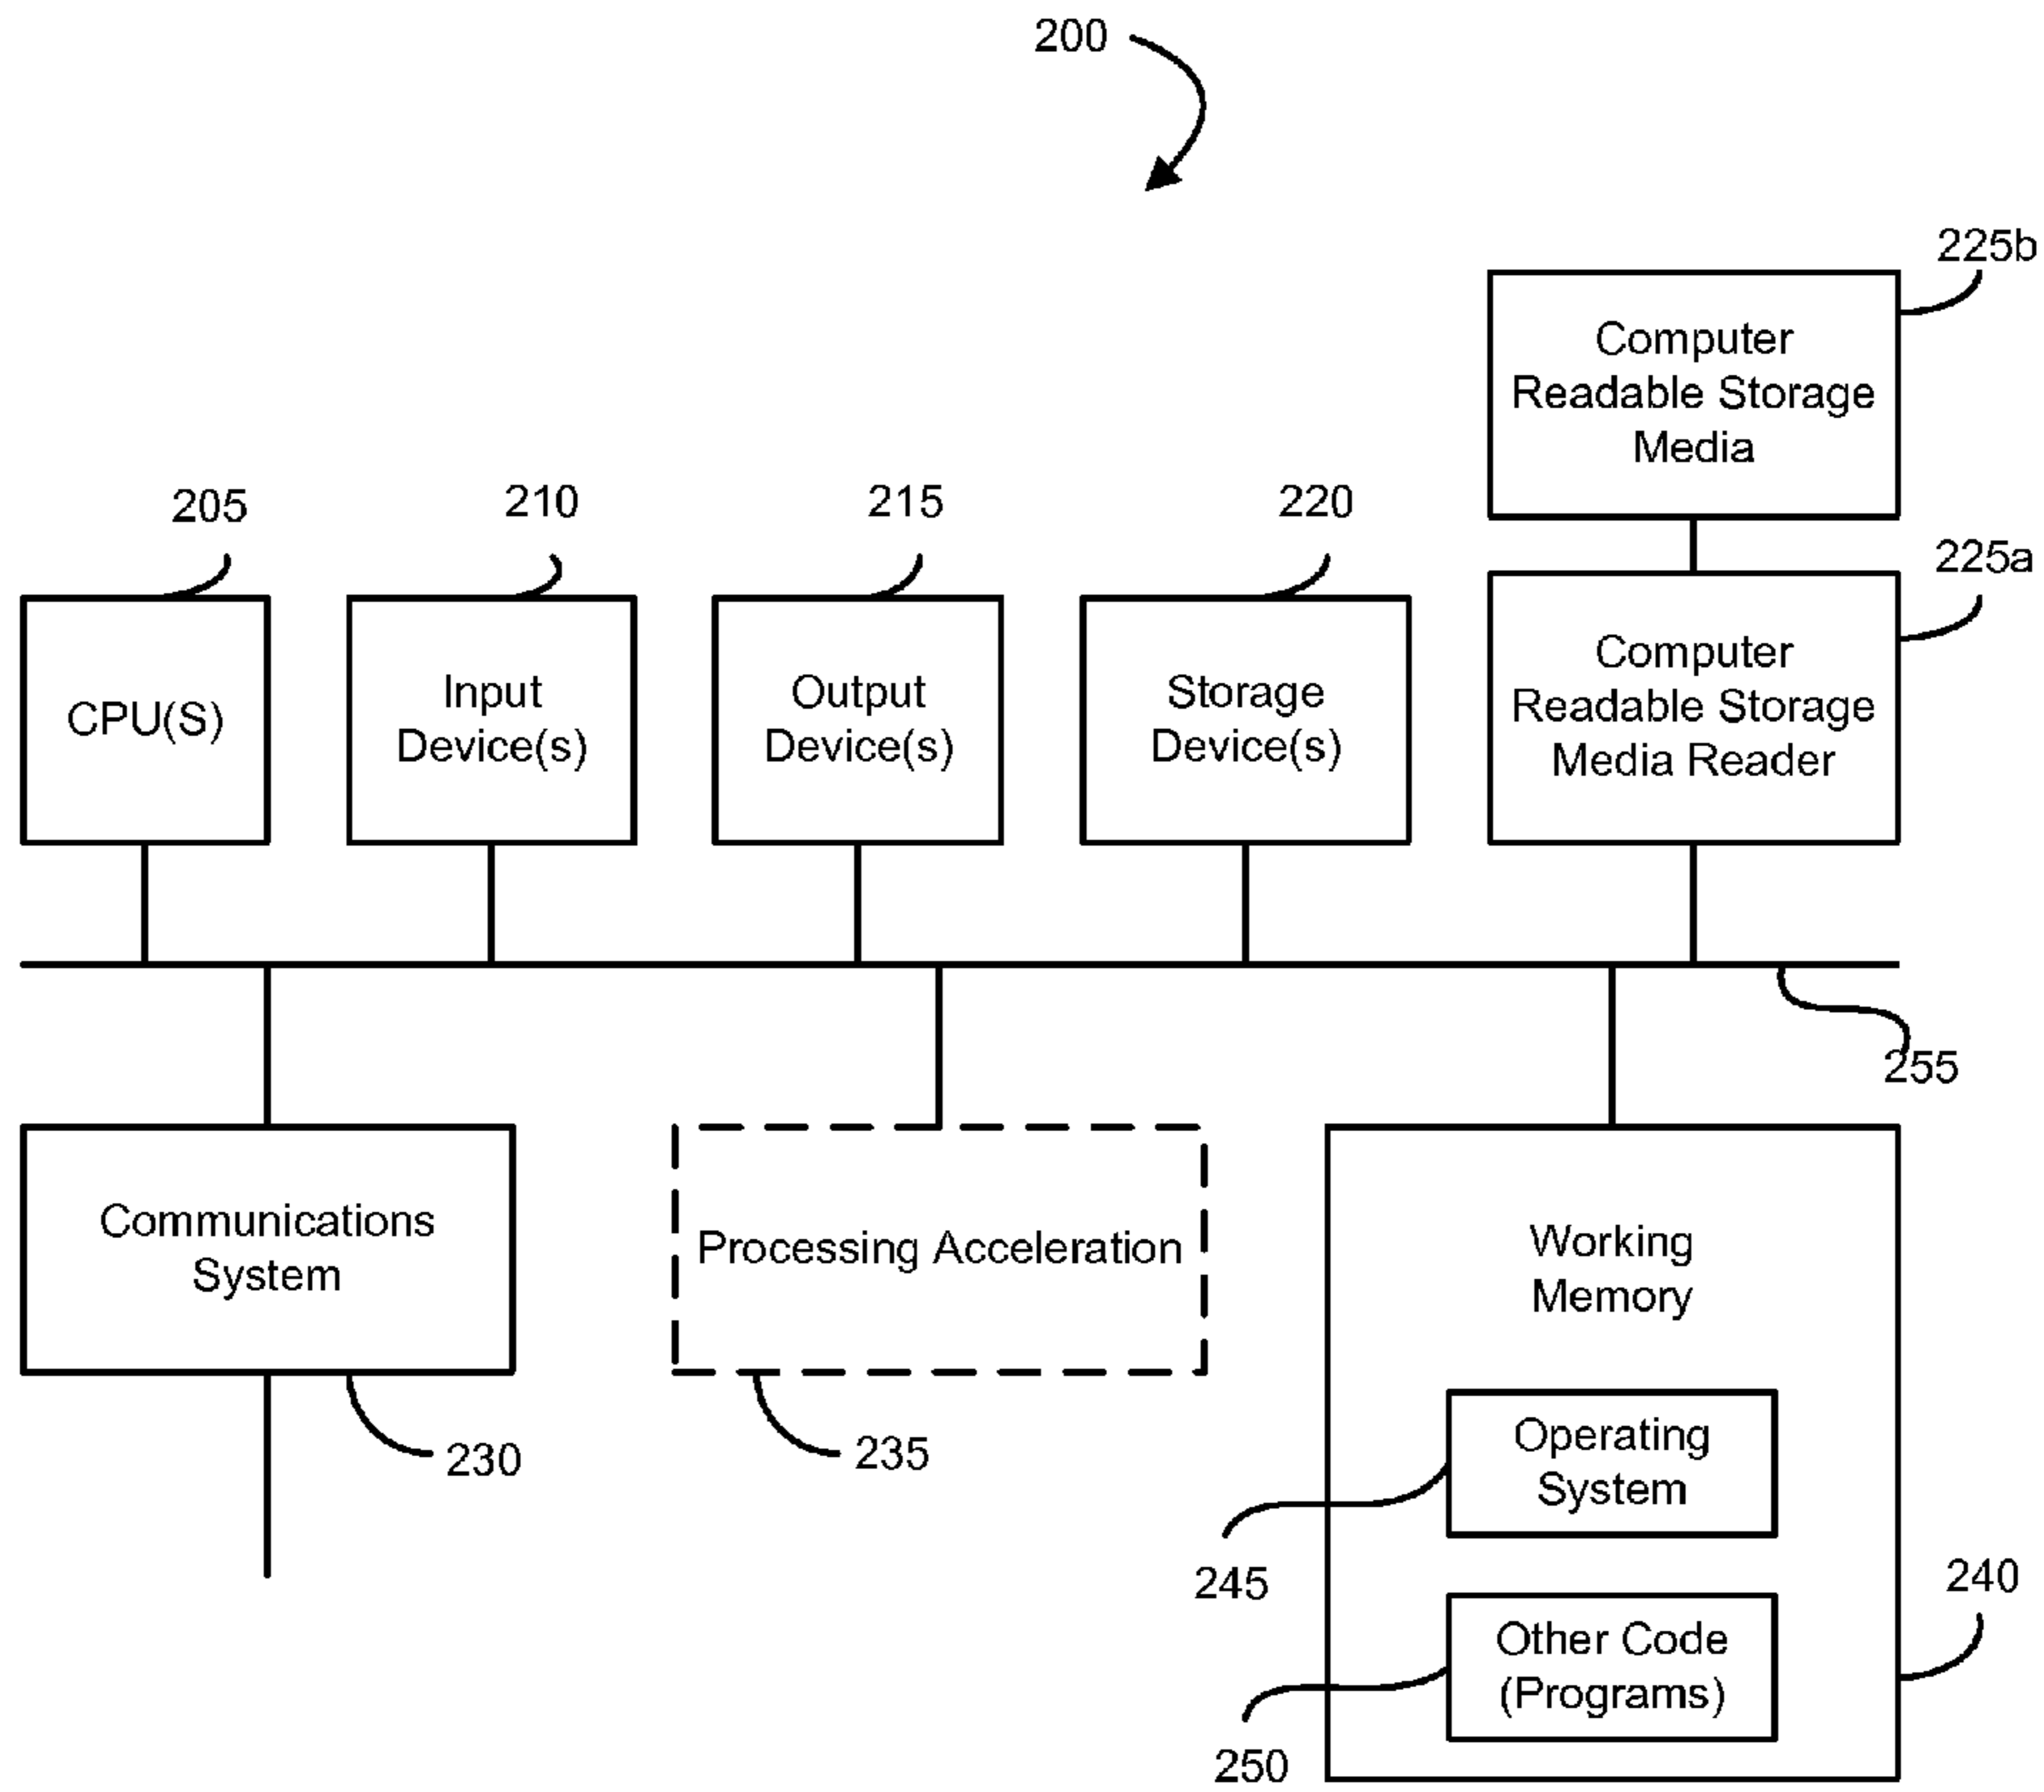 200
225b
Computer
Readable Storage
Media
205
210
215
220
225a
CPU(S)
Input
Device(s)
Output
Device(s)
Storage
Device(s)
Computer
Readable Storage
Media Reader
255
Communications
System
Processing Acceleration
Working
Memory
230
235
Operating
System
245
240
Other Code
(Programs)
250